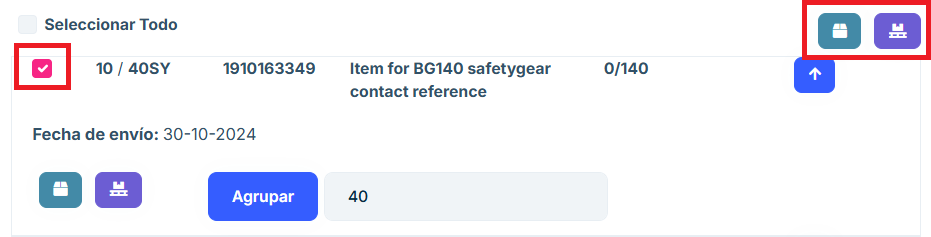 Seleccionar Todo
10 / 40SY 1910163349 Item for BG140 safetygear 0/140
contact reference
Fecha de envío: 30-10-2024
Agrupar 40